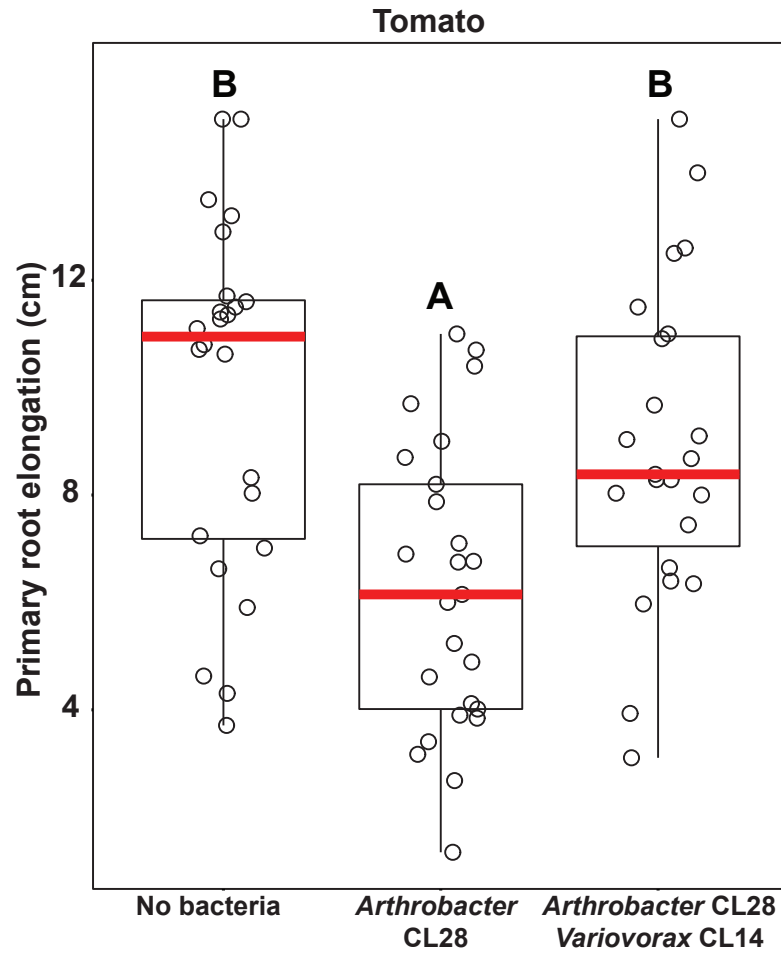 Tomato
B
B
A
Primary root elongation (cm)
12
8
4
No bacteria
Arthrobacter
CL28
Arthrobacter CL28
Variovorax CL14